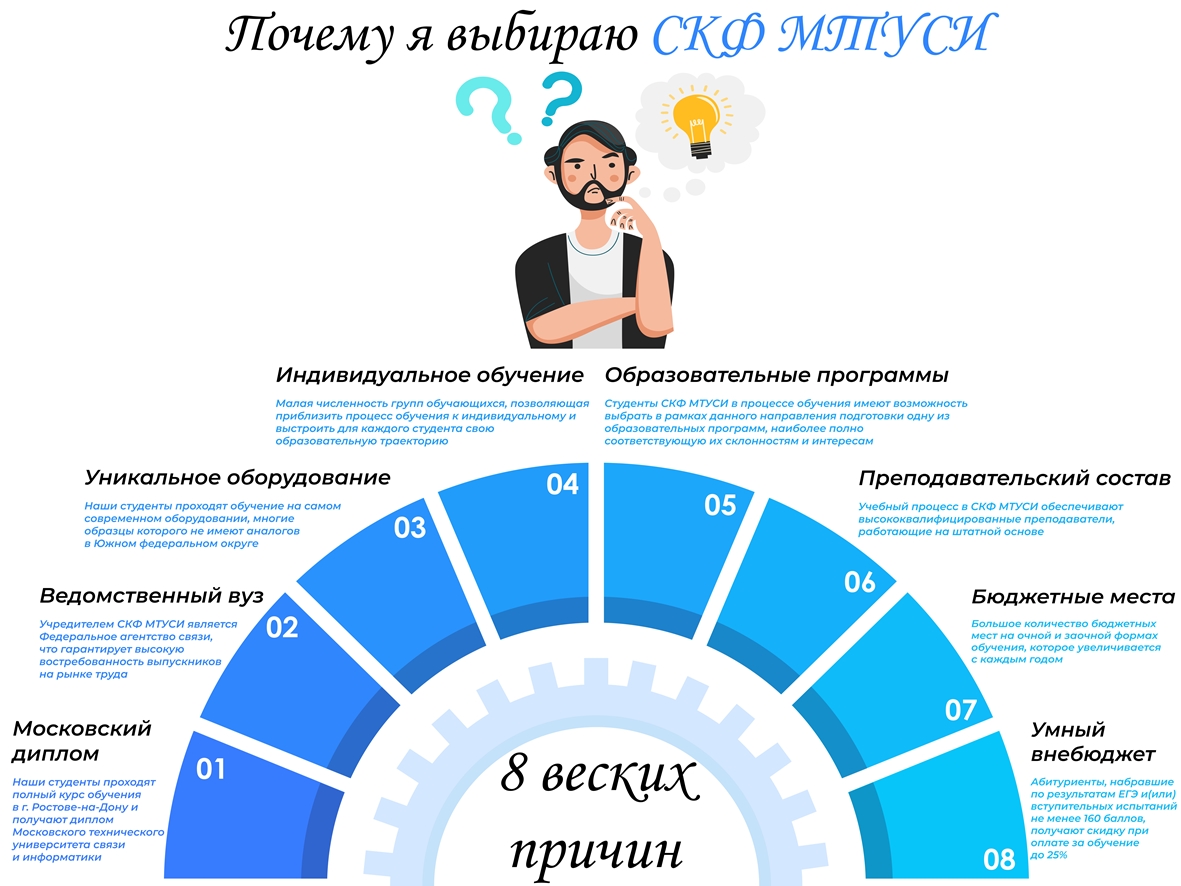 Почему я выбираю СКФ МТУСИ
Московский
диплом
Наши студенты проходят
полный курс обучения
в г. Ростове-на-Дону и
получают диплом
Московского технического
университета связи
и информатики
01
Ведомственный вуз
Учредителем СКФ МТУСИ является
Федеральное агентство связи,
что гарантирует высокую
востребованность выпускников
на рынке труда
02
Уникальное оборудование
Наши студенты проходят обучение на самом
современном оборудовании, многие
образцы которого не имеют аналогов
в Южном федеральном округе
03
Индивидуальное обучение
Малая численность групп обучающихся, позволяющая
приблизить процесс обучения к индивидуальному и
выстроить для каждого студента свою
образовательную траекторию
04
Образовательные программы
Студенты СКФ МТУСИ в процессе обучения имеют возможность
выбрать в рамках данного направления подготовки одну из
образовательных программ, наиболее полно
соответствующую их склонностям и интересам
05
Преподавательский состав
Учебный процесс в СКФ МТУСИ обеспечивают
высококвалифицированные преподаватели,
работающие на штатной основе
06
Бюджетные места
Большое количество бюджетных
мест на очной и заочной формах
обучения, которое увеличивается
с каждым годом
07
Умный
внебюджет
Абитуриенты, набравшие
по результатам ЕГЭ и(или)
вступительных испытаний
не менее 160 баллов,
получают скидку при
оплате за обучение
до 25%
08
8 веских
причин